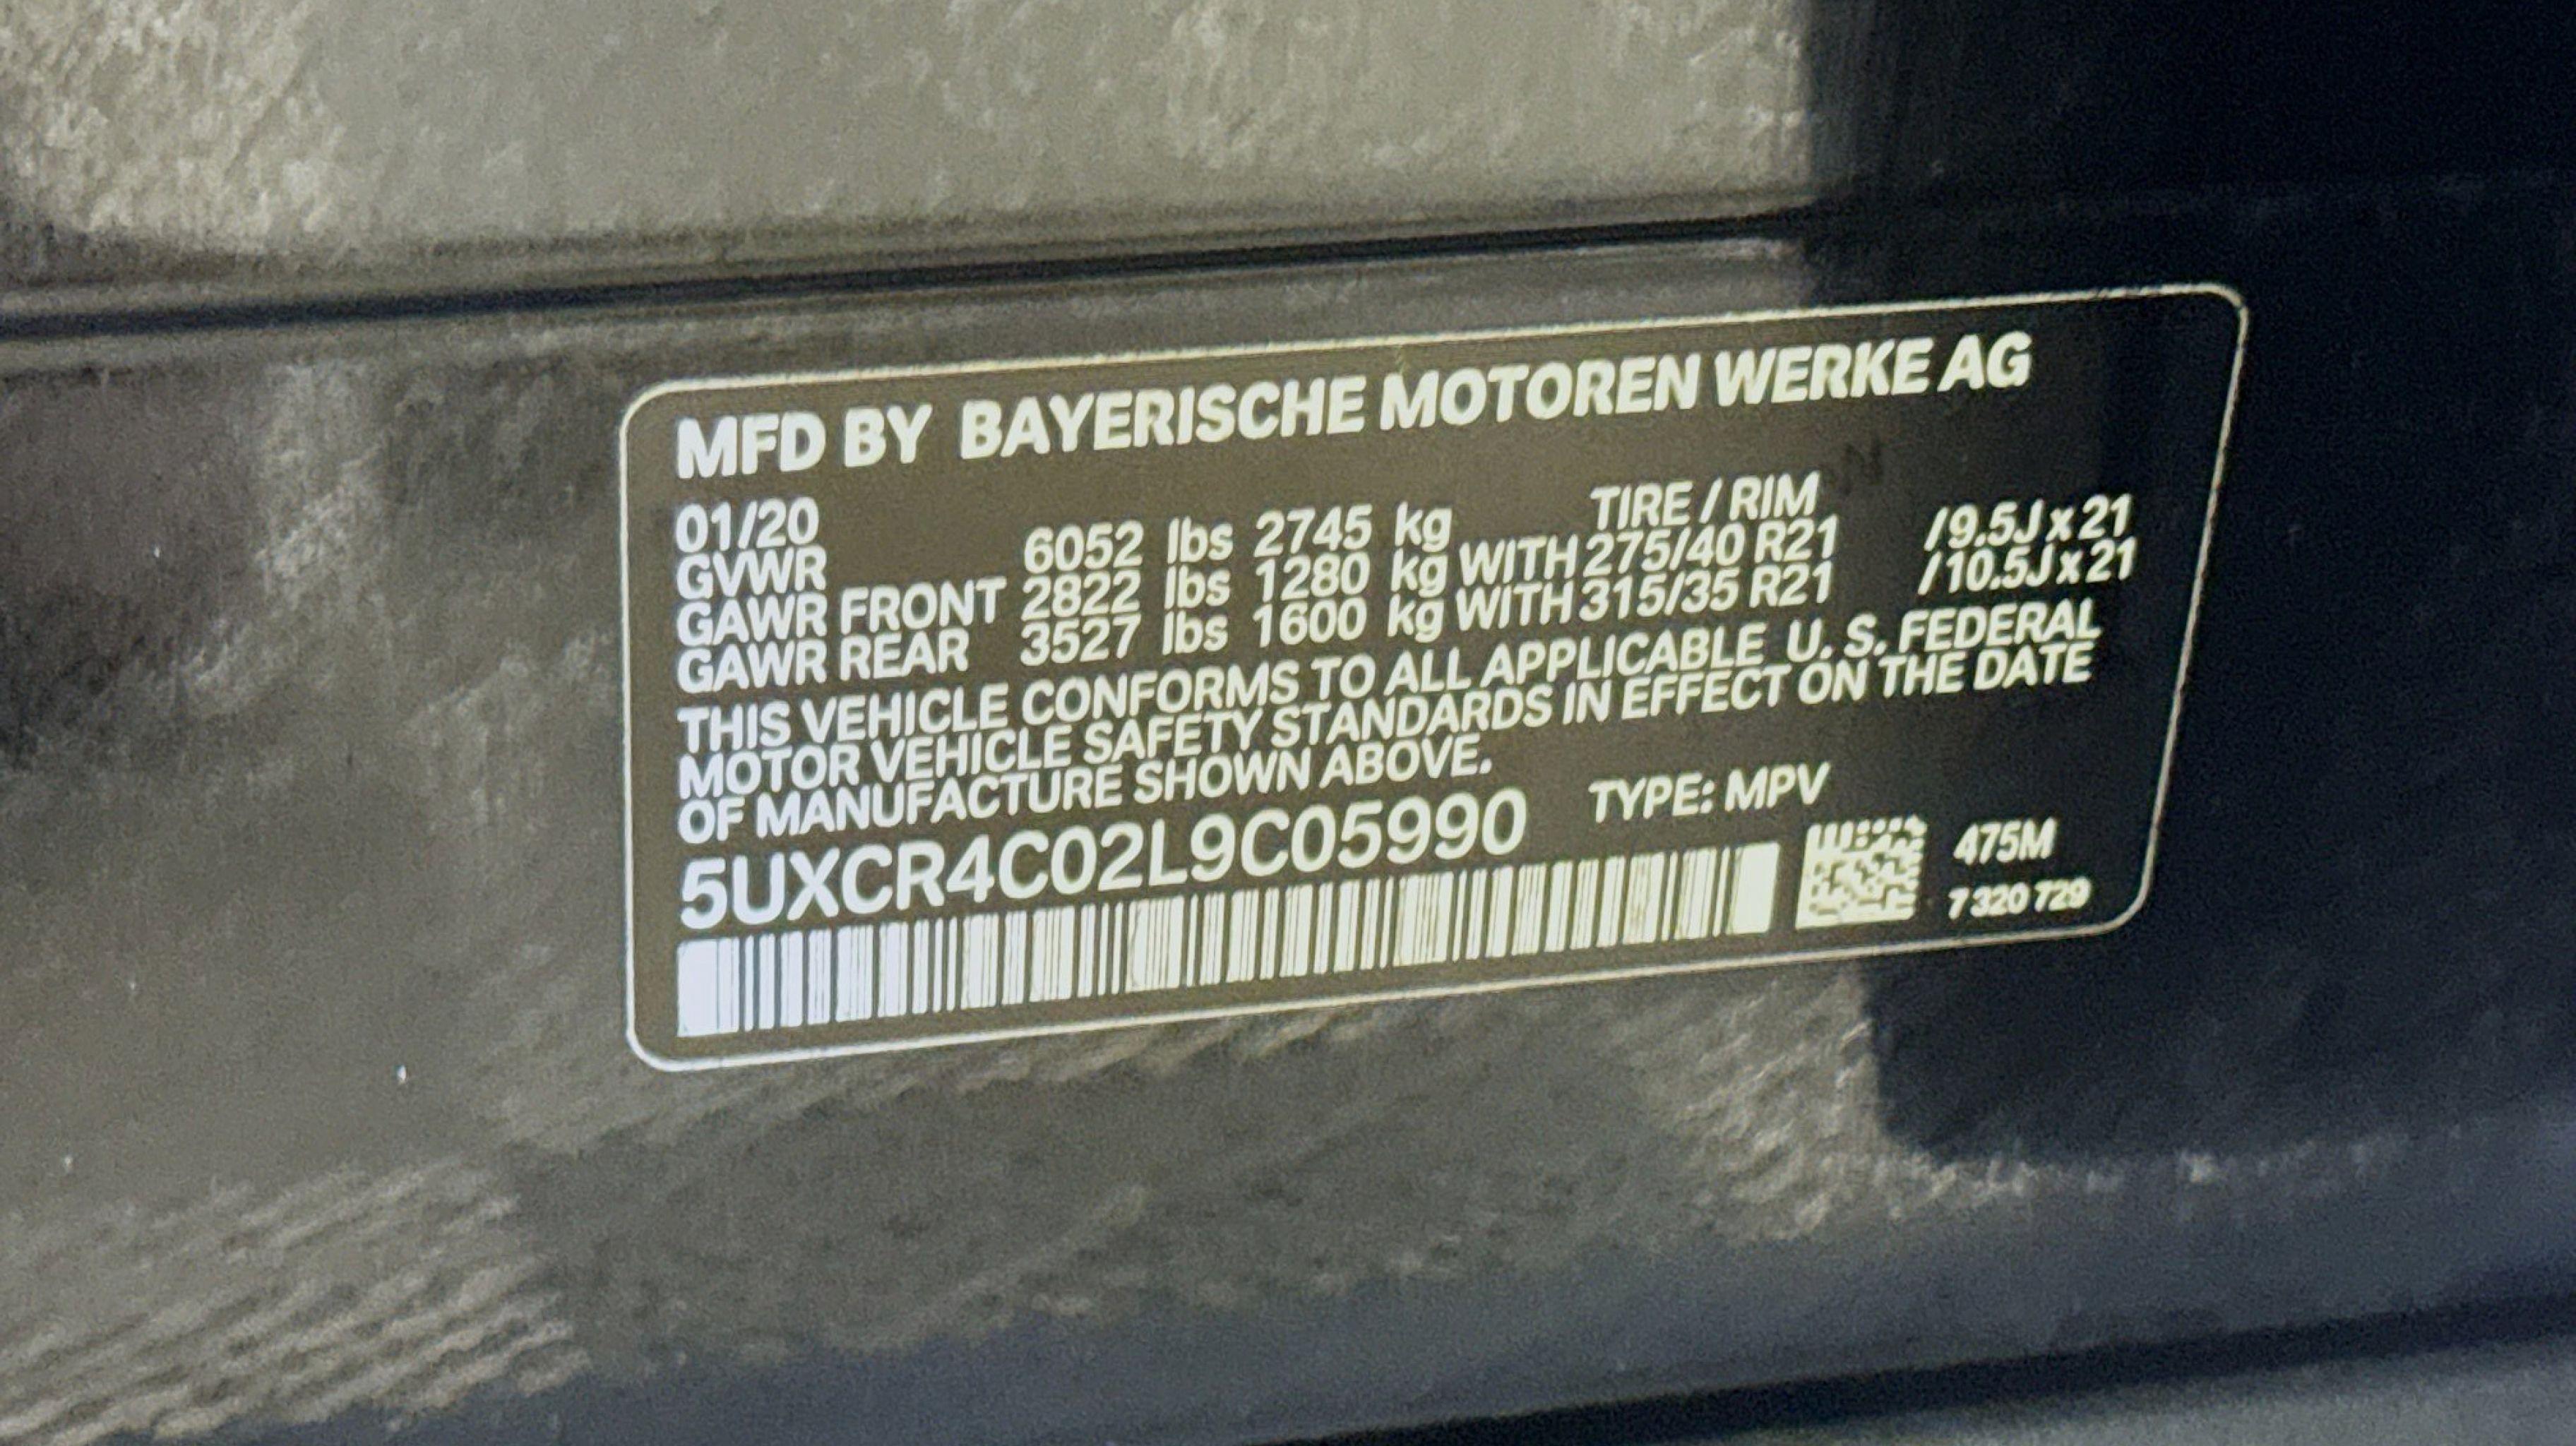 MFD BY BAYERISCHE MOTOREN WERKE AG
01/20 TIRE / RIM
GVWR 6052 lbs 2745 kg
GAWR FRONT 2822 lbs 1280 kg WITH 275/40 R21 /9.5J x 21
GAWR REAR 3527 lbs 1600 kg WITH 315/35 R21 /10.5J x 21
THIS VEHICLE CONFORMS TO ALL APPLICABLE U. S. FEDERAL
MOTOR VEHICLE SAFETY STANDARDS IN EFFECT ON THE DATE
OF MANUFACTURE SHOWN ABOVE.
5UXCR4C02L9C05990 TYPE: MPV
475M
7 320 729